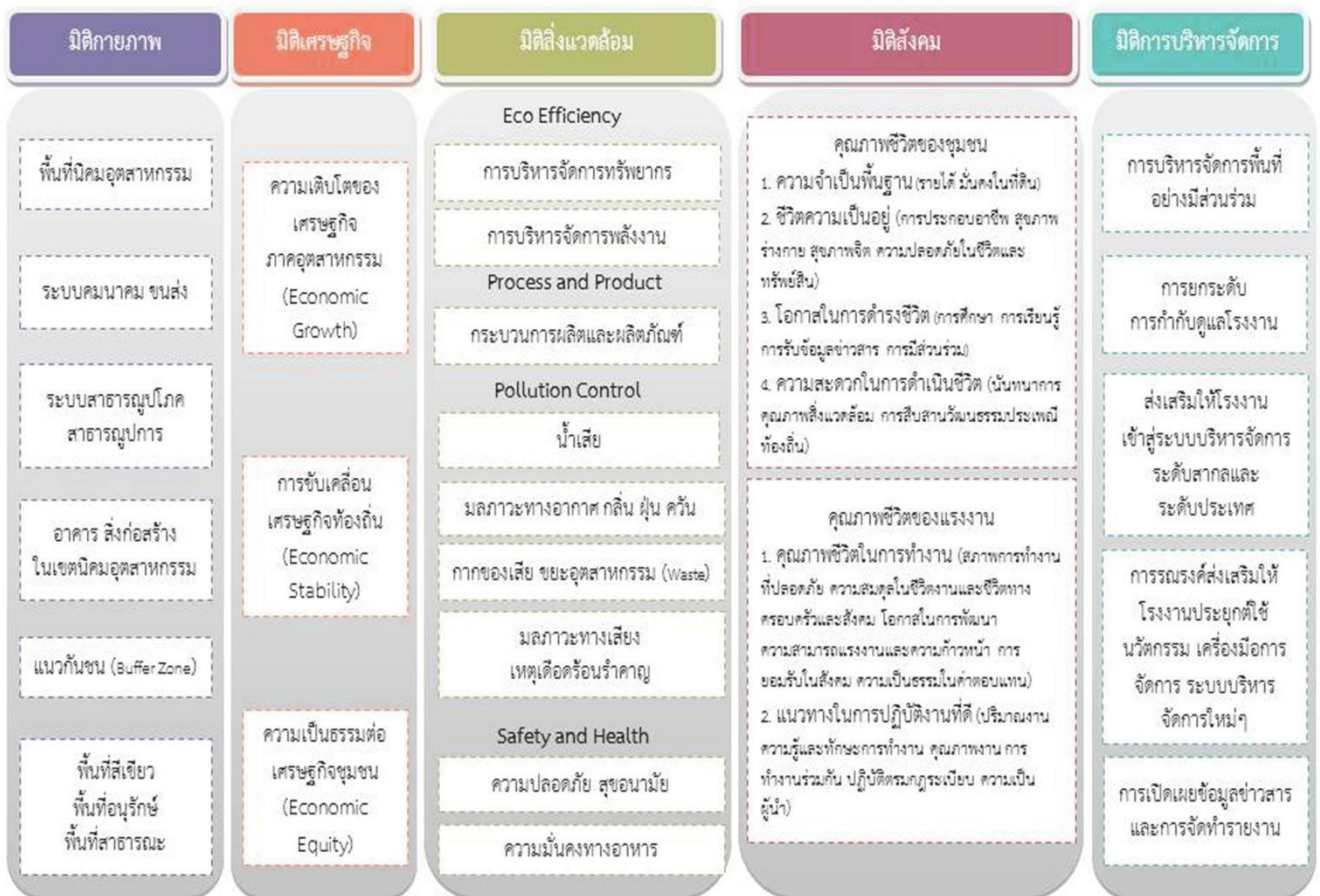 มิติกายภาพ
พื้นที่นิคมอุตสาหกรรม
ระบบคมนาคม ขนส่ง
ระบบสาธารณูปโภค
สาธารณูปการ
อาคาร สิ่งก่อสร้าง
ในเขตนิคมอุตสาหกรรม
แนวกันชน (Buffer Zone)
พื้นที่สีเขียว
พื้นที่อนุรักษ์
พื้นที่สาธารณะ
มิติเศรษฐกิจ
ความเติบโตของ
เศรษฐกิจ
ภาคอุตสาหกรรม
(Economic
Growth)
การขับเคลื่อน
เศรษฐกิจท้องถิ่น
(Economic
Stability)
ความเป็นธรรมต่อ
เศรษฐกิจชุมชน
(Economic
Equity)
มิติสิ่งแวดล้อม
Eco Efficiency
การบริหารจัดการทรัพยากร
การบริหารจัดการพลังงาน
Process and Product
กระบวนการผลิตและผลิตภัณฑ์
Pollution Control
น้ำเสีย
มลภาวะทางอากาศ กลิ่น ฝุ่น ควัน
กากของเสีย ขยะอุตสาหกรรม (Waste)
มลภาวะทางเสียง
เหตุเดือดร้อนรำคาญ
Safety and Health
ความปลอดภัย สุขอนามัย
ความมั่นคงทางอาหาร
มิติสังคม
คุณภาพชีวิตของชุมชน
1. ความจำเป็นพื้นฐาน (รายได้ มั่นคงในที่ดิน)
2. ชีวิตความเป็นอยู่ (การประกอบอาชีพ สุขภาพ
ร่างกาย สุขภาพจิต ความปลอดภัยในชีวิตและ
ทรัพย์สิน)
3. โอกาสในการดำรงชีวิต (การศึกษา การเรียนรู้
การรับข้อมูลข่าวสาร การมีส่วนร่วม)
4. ความสะดวกในการดำเนินชีวิต (นันทนาการ
คุณภาพสิ่งแวดล้อม การสืบสานวัฒนธรรมประเพณี
ท้องถิ่น)
คุณภาพชีวิตของแรงงาน
1. คุณภาพชีวิตในการทำงาน (สภาพการทำงาน
ที่ปลอดภัย ความสมดุลในชีวิตงานและชีวิตทาง
ครอบครัวและสังคม โอกาสในการพัฒนา
ความสามารถแรงงานและความก้าวหน้า การ
ยอมรับในสังคม ความเป็นธรรมในค่าตอบแทน)
2. แนวทางในการปฏิบัติงานที่ดี (ปริมาณงาน
ความรู้และทักษะการทำงาน คุณภาพงาน การ
ทำงานร่วมกัน ปฏิบัติตรมกฎระเบียบ ความเป็น
ผู้นำ)
มิติการบริหารจัดการ
การบริหารจัดการพื้นที่
อย่างมีส่วนร่วม
การยกระดับ
การกำกับดูแลโรงงาน
ส่งเสริมให้โรงงาน
เข้าสู่ระบบบริหารจัดการ
ระดับสากลและ
ระดับประเทศ
การรณรงค์ส่งเสริมให้
โรงงานประยุกต์ใช้
นวัตกรรม เครื่องมือการ
จัดการ ระบบบริหาร
จัดการใหม่ๆ
การเปิดเผยข้อมูลข่าวสาร
และการจัดทำรายงาน